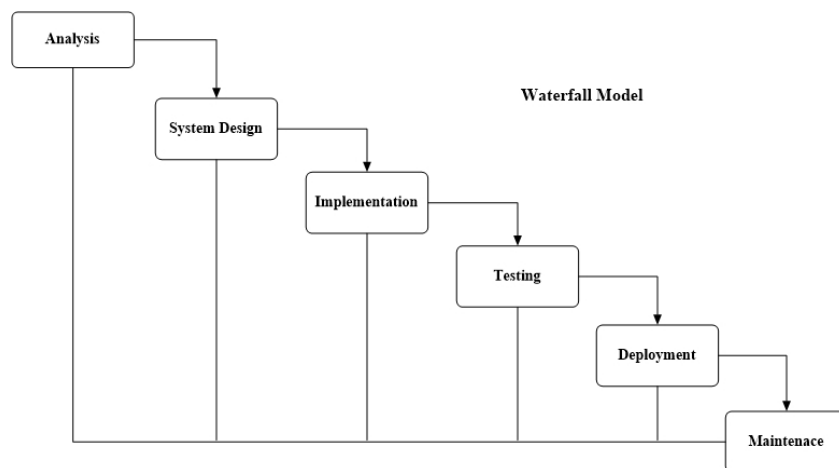 Analysis
Waterfall Model
System Design
Implementation
Testing
Deployment
Maintenace